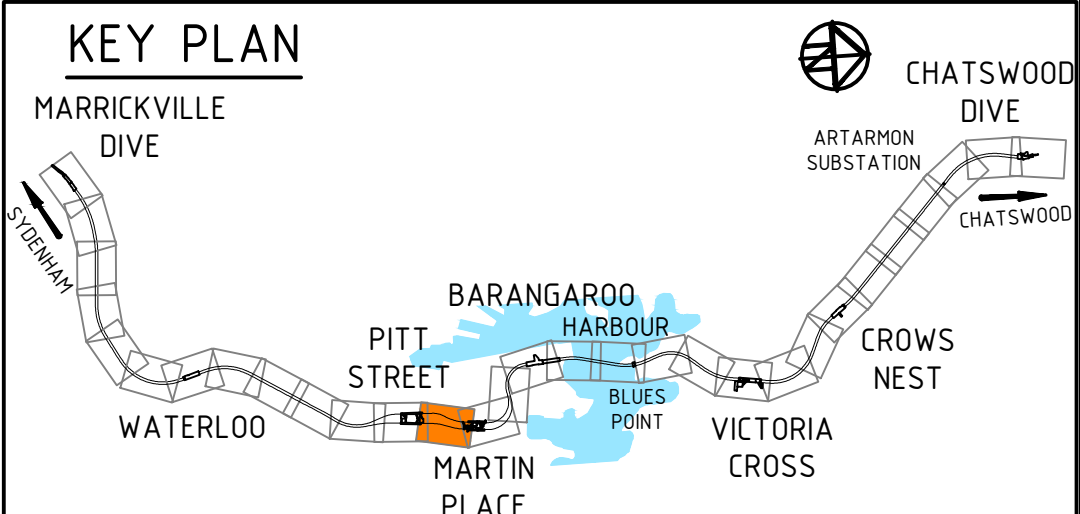 KEY PLAN
MARRICKVILLE
DIVE
CHATSWOOD
DIVE
ARTARMON
SUBSTATION
SYDENHAM
CHATSWOOD
BARANGAROO
HARBOUR
PITT
STREET
CROWS
NEST
BLUES
POINT
WATERLOO
VICTORIA
CROSS
MARTIN
PLACE